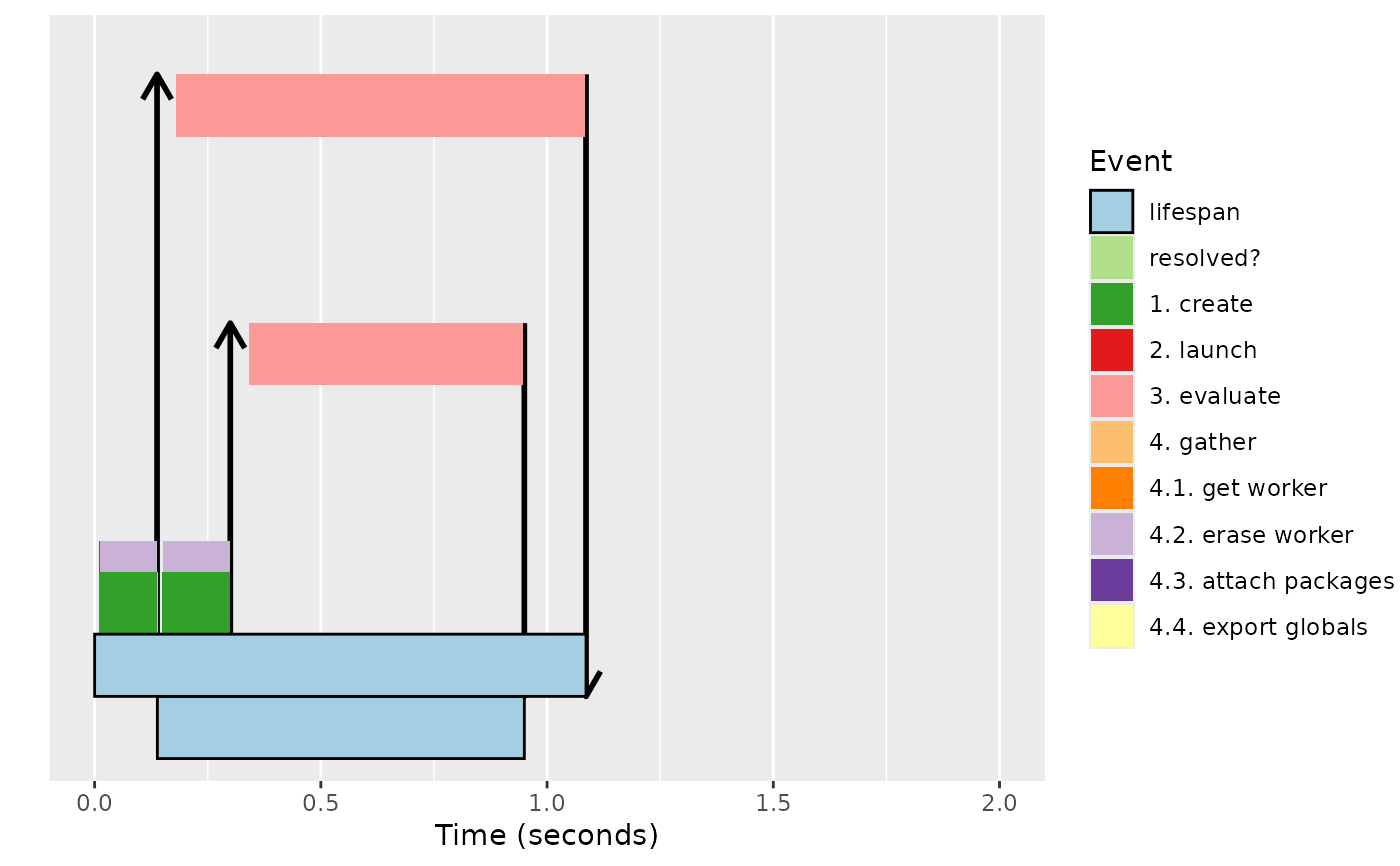 0.0 0.5 1.0 1.5 2.0
Time (seconds)
Event
lifespan
resolved?
1. create
2. launch
3. evaluate
4. gather
4.1. get worker
4.2. erase worker
4.3. attach packages
4.4. export globals